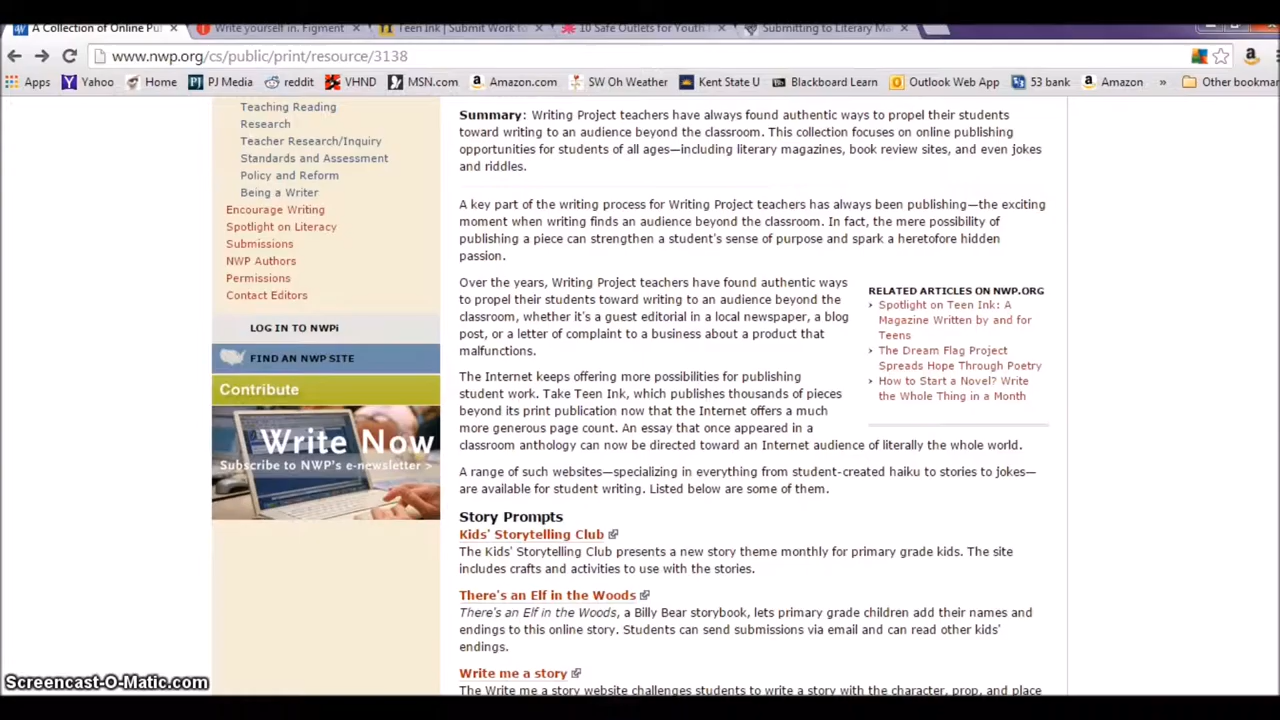 A Collection of Online Pu
Write yourself in. Figment
Teen Ink | Submit Work to
10 Safe Outlets for Youth
Submitting to Literary Ma
www.nwp.org/cs/public/print/resource/3138
Apps Yahoo Home PJ Media reddit VHND MSN.com Amazon.com SW Oh Weather Kent State U Blackboard Learn Outlook Web App 53 bank Amazon » Other bookmar
Teaching Reading
Research
Teacher Research/Inquiry
Standards and Assessment
Policy and Reform
Being a Writer
Encourage Writing
Spotlight on Literacy
Submissions
NWP Authors
Permissions
Contact Editors
LOG IN TO NWPi
FIND AN NWP SITE
Contribute
Write Now
Subscribe to NWP's e-newsletter >
Summary: Writing Project teachers have always found authentic ways to propel their students
toward writing to an audience beyond the classroom. This collection focuses on online publishing
opportunities for students of all ages—including literary magazines, book review sites, and even jokes
and riddles.
A key part of the writing process for Writing Project teachers has always been publishing—the exciting
moment when writing finds an audience beyond the classroom. In fact, the mere possibility of
publishing a piece can strengthen a student's sense of purpose and spark a heretofore hidden
passion.
Over the years, Writing Project teachers have found authentic ways
to propel their students toward writing to an audience beyond the
classroom, whether it's a guest editorial in a local newspaper, a blog
post, or a letter of complaint to a business about a product that
malfunctions.
The Internet keeps offering more possibilities for publishing
student work. Take Teen Ink, which publishes thousands of pieces
beyond its print publication now that the Internet offers a much
more generous page count. An essay that once appeared in a
classroom anthology can now be directed toward an Internet audience of literally the whole world.
RELATED ARTICLES ON NWP.ORG
› Spotlight on Teen Ink: A
Magazine Written by and for
Teens
› The Dream Flag Project
Spreads Hope Through Poetry
› How to Start a Novel? Write
the Whole Thing in a Month
A range of such websites—specializing in everything from student-created haiku to stories to jokes—
are available for student writing. Listed below are some of them.
Story Prompts
Kids' Storytelling Club
The Kids' Storytelling Club presents a new story theme monthly for primary grade kids. The site
includes crafts and activities to use with the stories.
There's an Elf in the Woods
There's an Elf in the Woods, a Billy Bear storybook, lets primary grade children add their names and
endings to this online story. Students can send submissions via email and can read other kids'
endings.
Write me a story
The Write me a story website challenges students to write a story with the character, prop, and place
Screencast-O-Matic.com